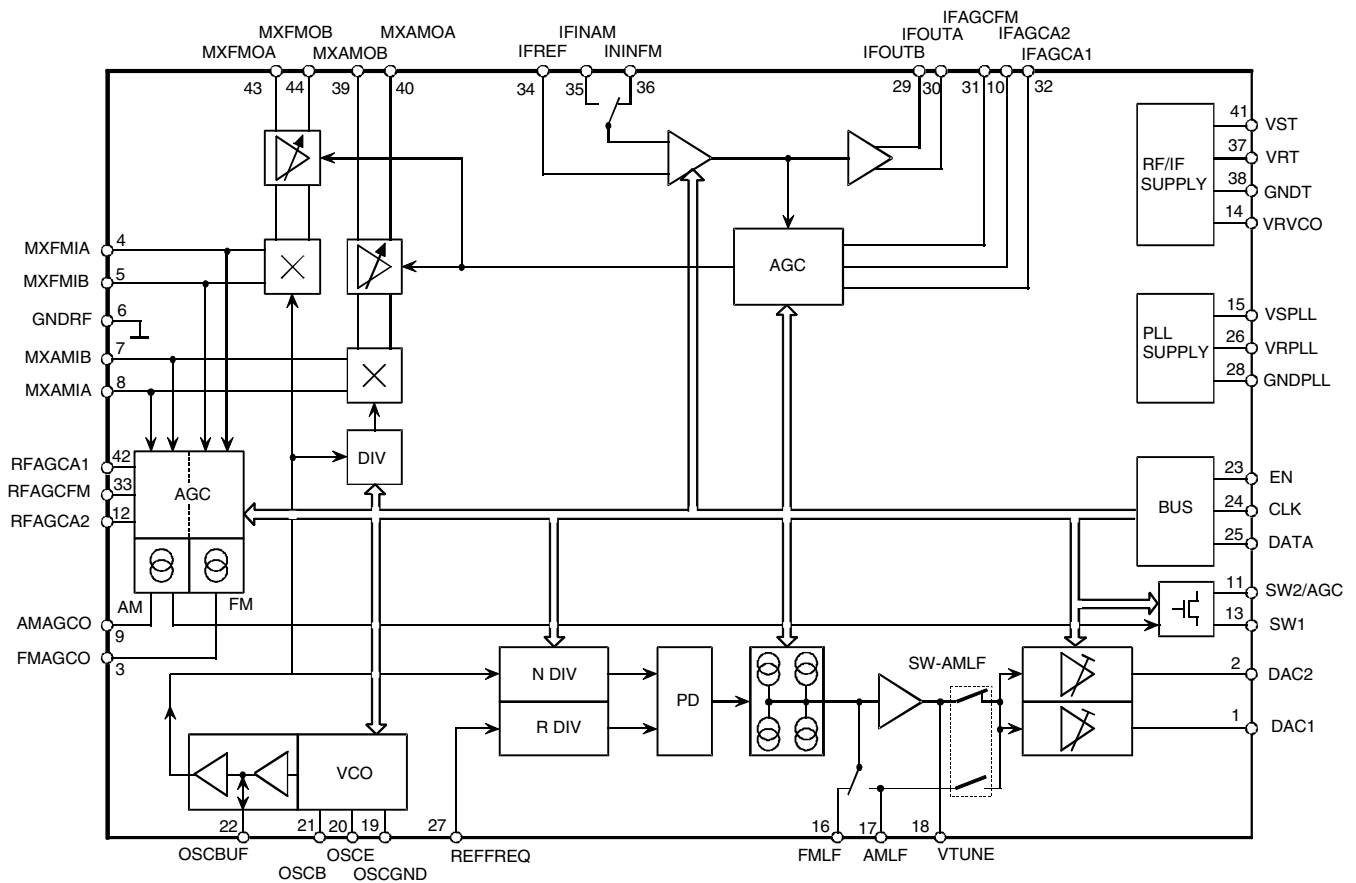 IFAGCFM
MXFMOB MXAMOA IFINAM IFOUTA IFAGCA2
MXFMOA MXAMOB IFREF ININFM IFOUTB IFAGCA1
43 44 39 40 34 35 36 29 30 31 10 32
RF/IF
SUPPLY
41 VST
37 VRT
38 GNDT
14 VRVCO
MXFMIA 4
MXFMIB 5
GNDRF 6
MXAMIB 7
MXAMIA 8
AGC
PLL
SUPPLY
15 VSPLL
26 VRPLL
28 GNDPLL
DIV
RFAGCA1 42
RFAGCFM 33
RFAGCA2 12
AGC
BUS
23 EN
24 CLK
25 DATA
AM FM
AMAGCO
9
FMAGCO
3
11 SW2/AGC
13 SW1
N DIV
R DIV
PD
SW-AMLF
2 DAC2
1 DAC1
VCO
22 21 20 19 27 16 17 18
OSCBUF OSCE REFFREQ FMLF AMLF VTUNE
OSCB OSCGND